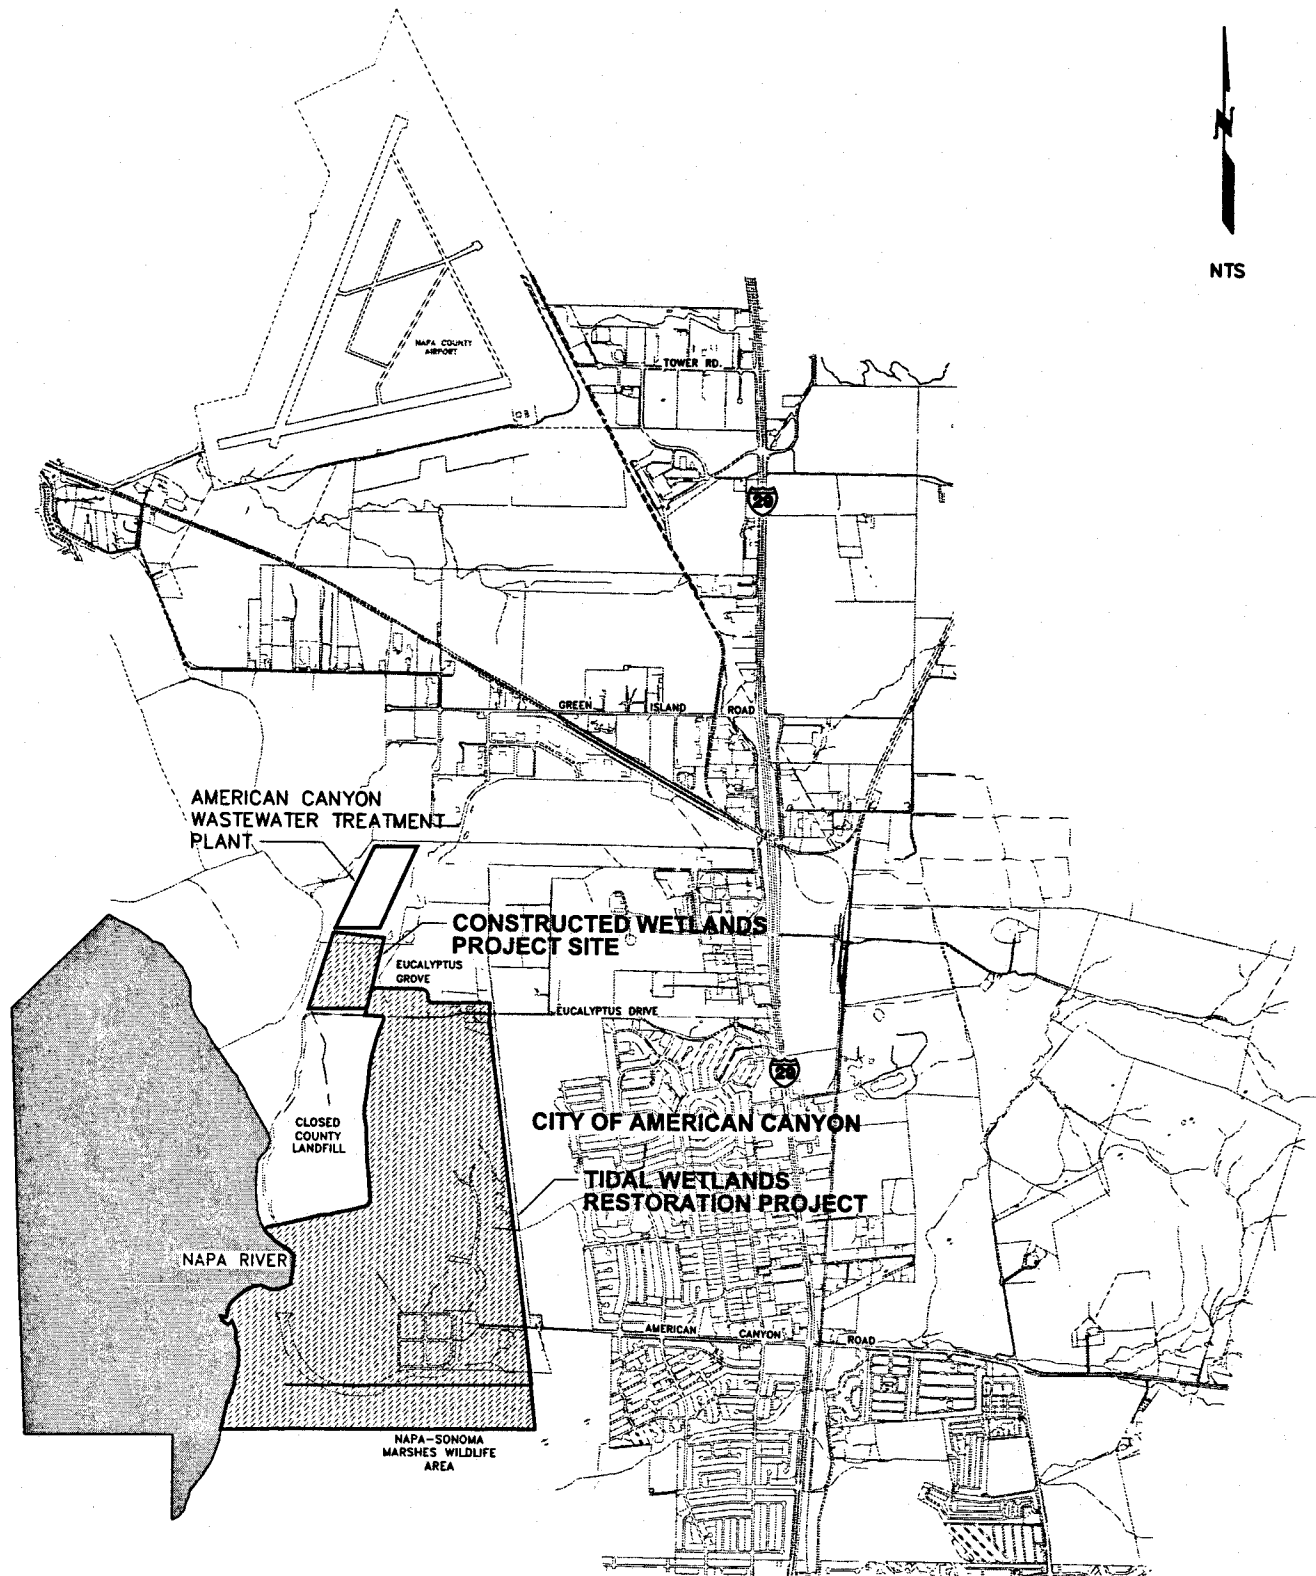 N
NTS
NAPA COUNTY
AIRPORT
TOWER RD.
29
GREEN ISLAND ROAD
AMERICAN CANYON
WASTEWATER TREATMENT
PLANT
CONSTRUCTED WETLANDS
PROJECT SITE
EUCALYPTUS
GROVE
EUCALYPTUS DRIVE
29
CLOSED
COUNTY
LANDFILL
CITY OF AMERICAN CANYON
TIDAL WETLANDS
RESTORATION PROJECT
NAPA RIVER
AMERICAN CANYON ROAD
NAPA-SONOMA
MARSHES WILDLIFE
AREA